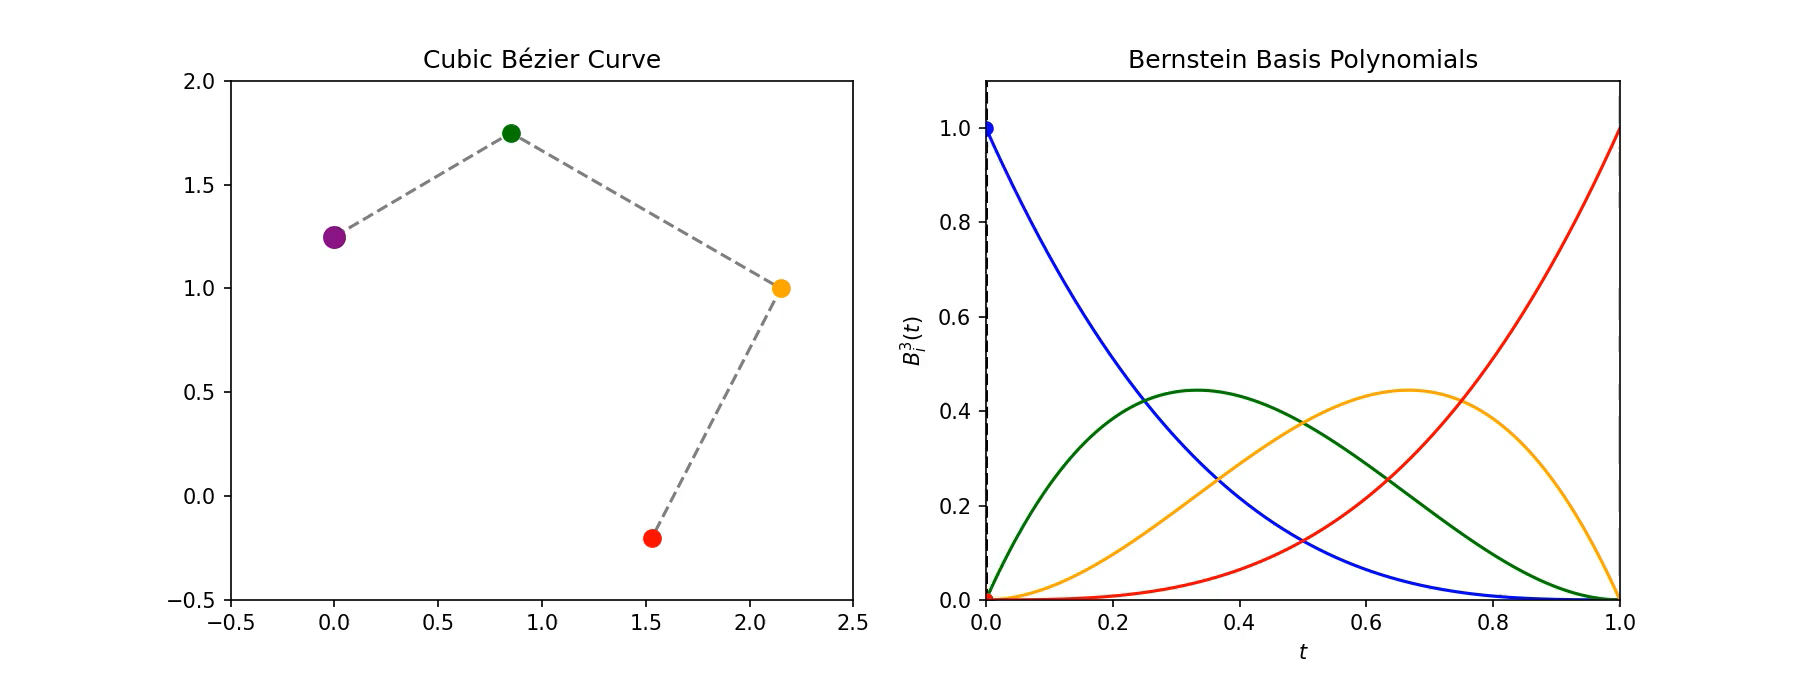 Cubic Bézier Curve
2.0
1.5
1.0
0.5
0.0
−0.5
−0.5 0.0 0.5 1.0 1.5 2.0 2.5
Bernstein Basis Polynomials
1.0
0.8
0.6
0.4
0.2
0.0
B_i^3(t)
0.0 0.2 0.4 0.6 0.8 1.0
t